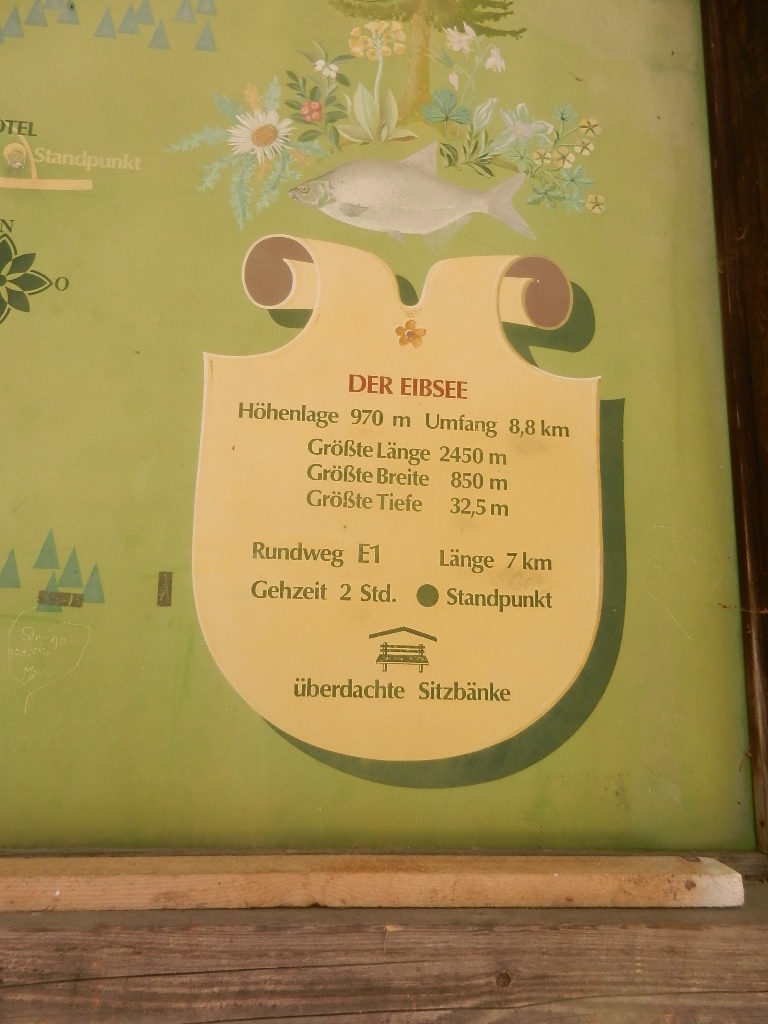 OTEL
Standpunkt
N
O
DER EIBSEE
Höhenlage 970 m Umfang 8,8 km
Größte Länge 2450 m
Größte Breite 850 m
Größte Tiefe 32,5 m
Rundweg E1 Länge 7 km
Gehzeit 2 Std. Standpunkt
überdachte Sitzbänke